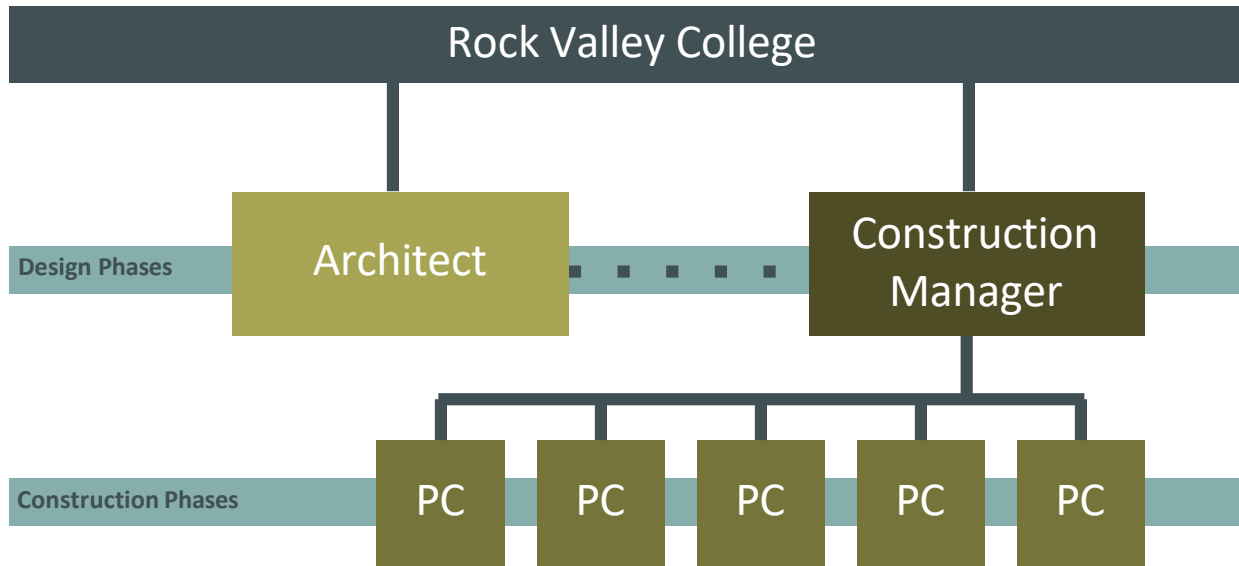 Rock Valley College
Architect
Construction
Manager
Design Phases
PC
PC
PC
PC
PC
Construction Phases